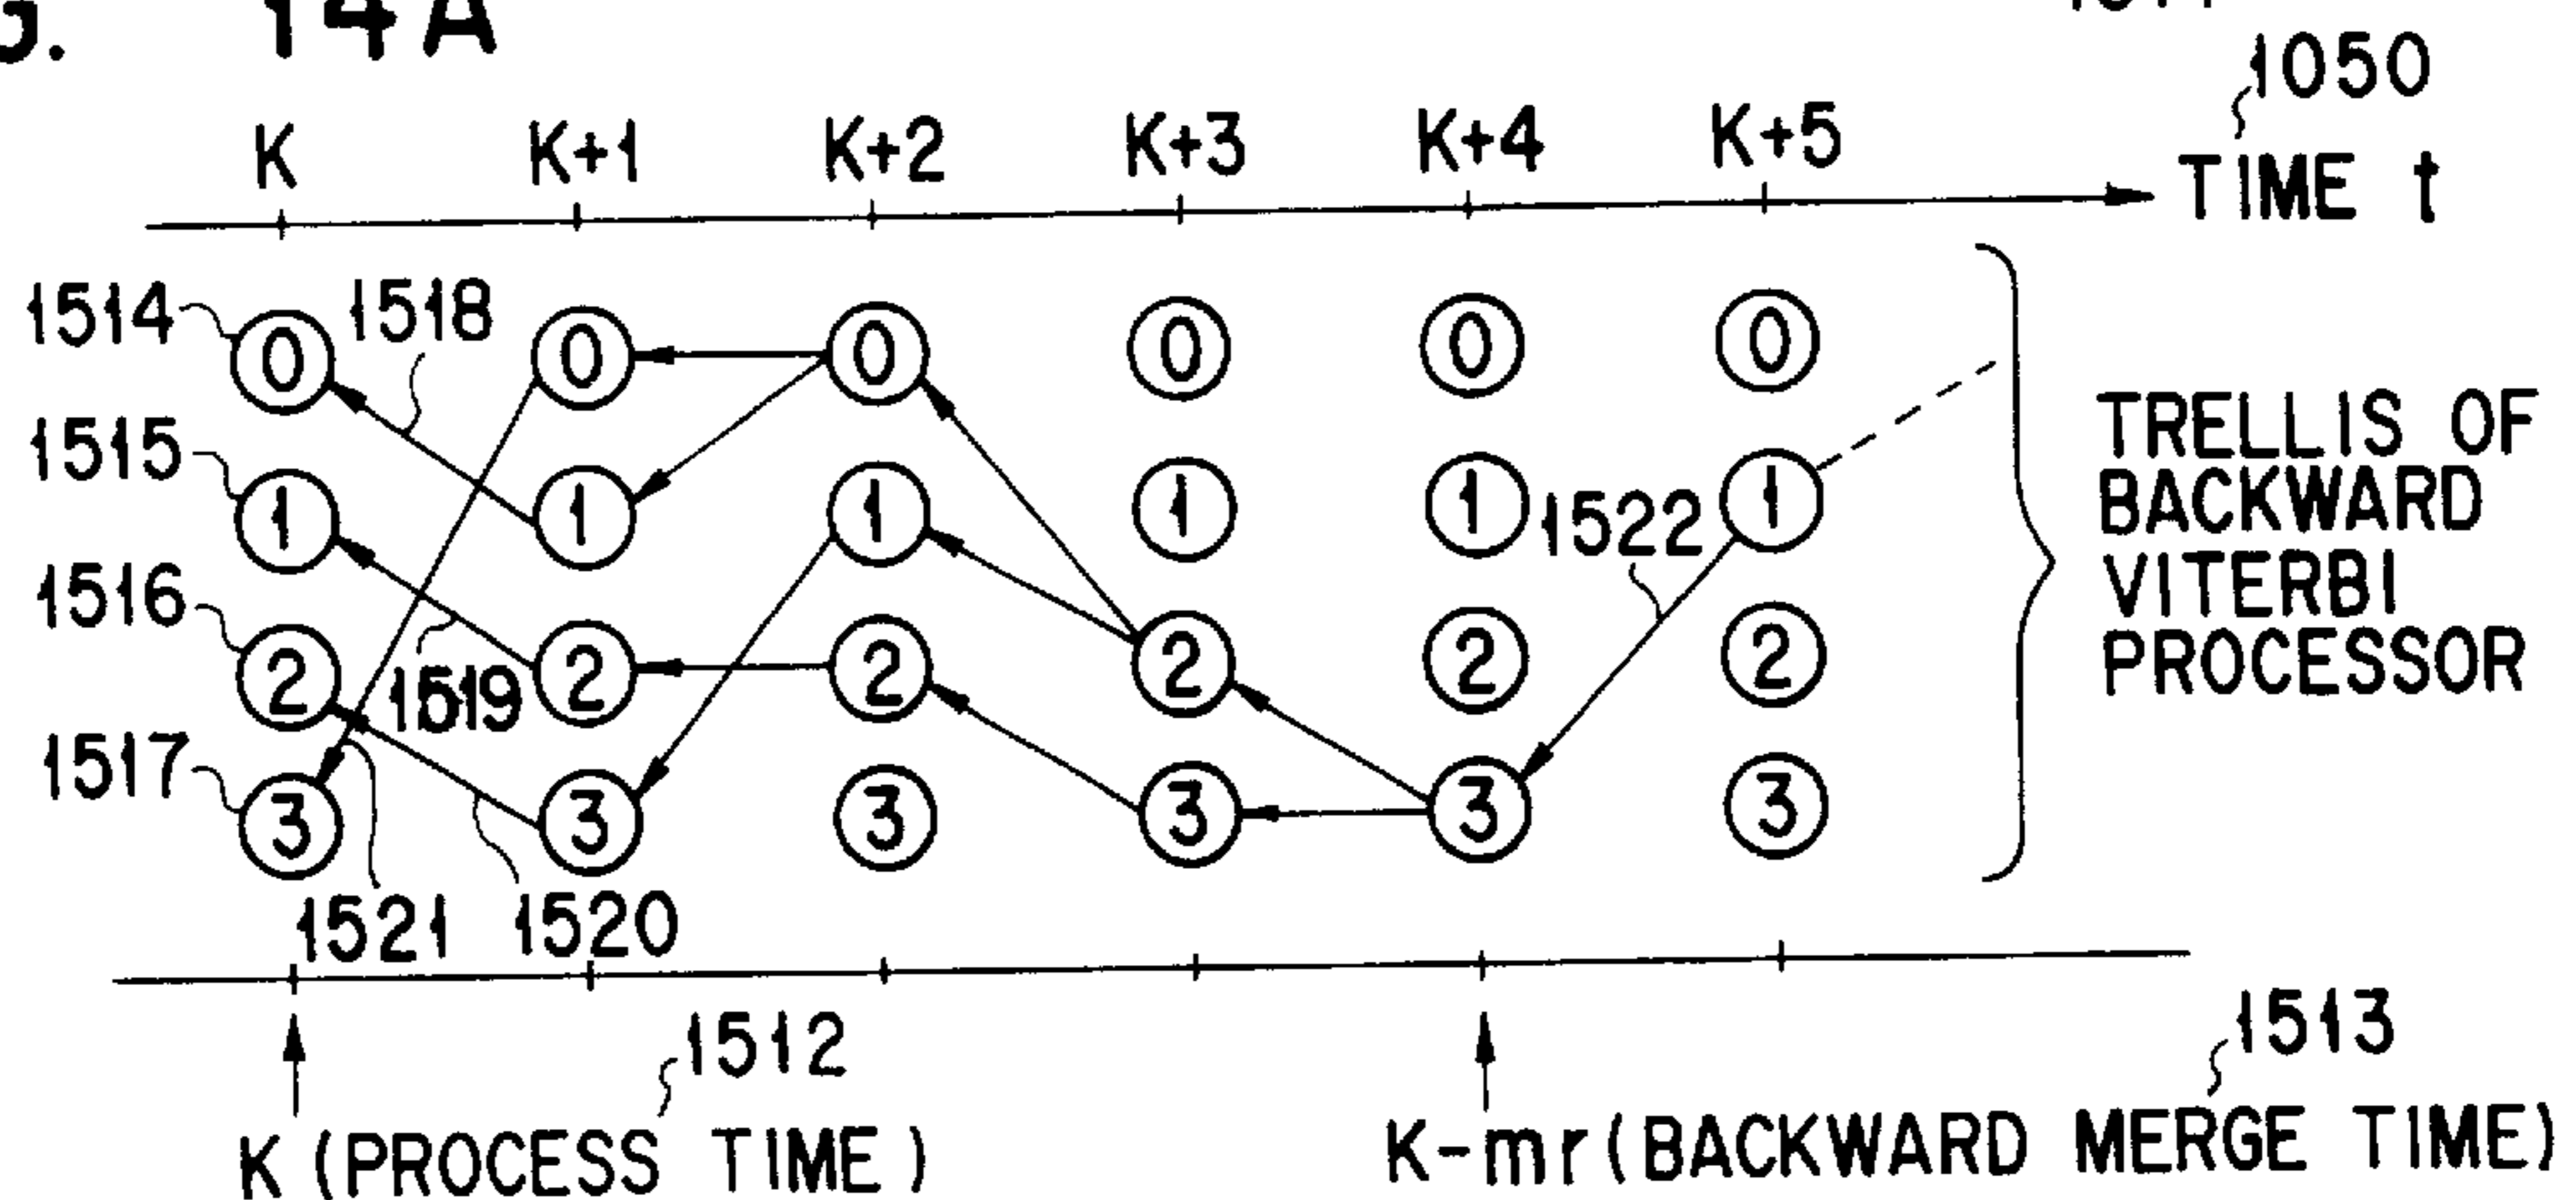 14A
1050
K K+1 K+2 K+3 K+4 K+5
TIME t
1514 1518
0 0 0 0 0 0
1515
1 1 1 1 1 1
1522
1516
2 2 2 2 2 2
1519
1517
3 3 3 3 3 3
1521 1520
TRELLIS OF
BACKWARD
VITERBI
PROCESSOR
1512
1513
K (PROCESS TIME)
K-mr (BACKWARD MERGE TIME)